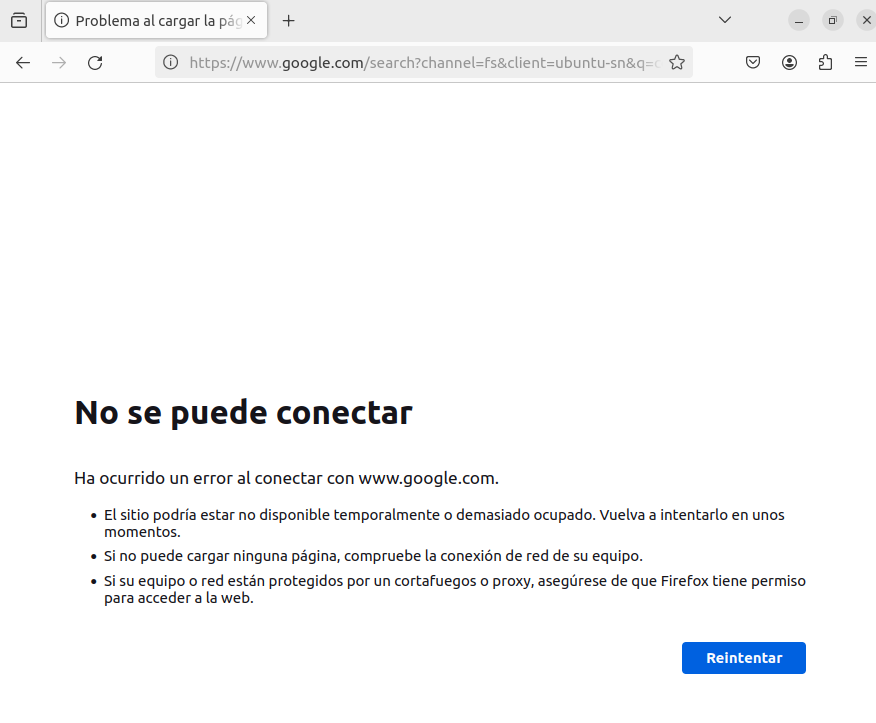 Problema al cargar la pág
https://www.google.com/search?channel=fs&client=ubuntu-sn&q=
No se puede conectar
Ha ocurrido un error al conectar con www.google.com.
• El sitio podría estar no disponible temporalmente o demasiado ocupado. Vuelva a intentarlo en unos
momentos.
• Si no puede cargar ninguna página, compruebe la conexión de red de su equipo.
• Si su equipo o red están protegidos por un cortafuegos o proxy, asegúrese de que Firefox tiene permiso
para acceder a la web.
Reintentar